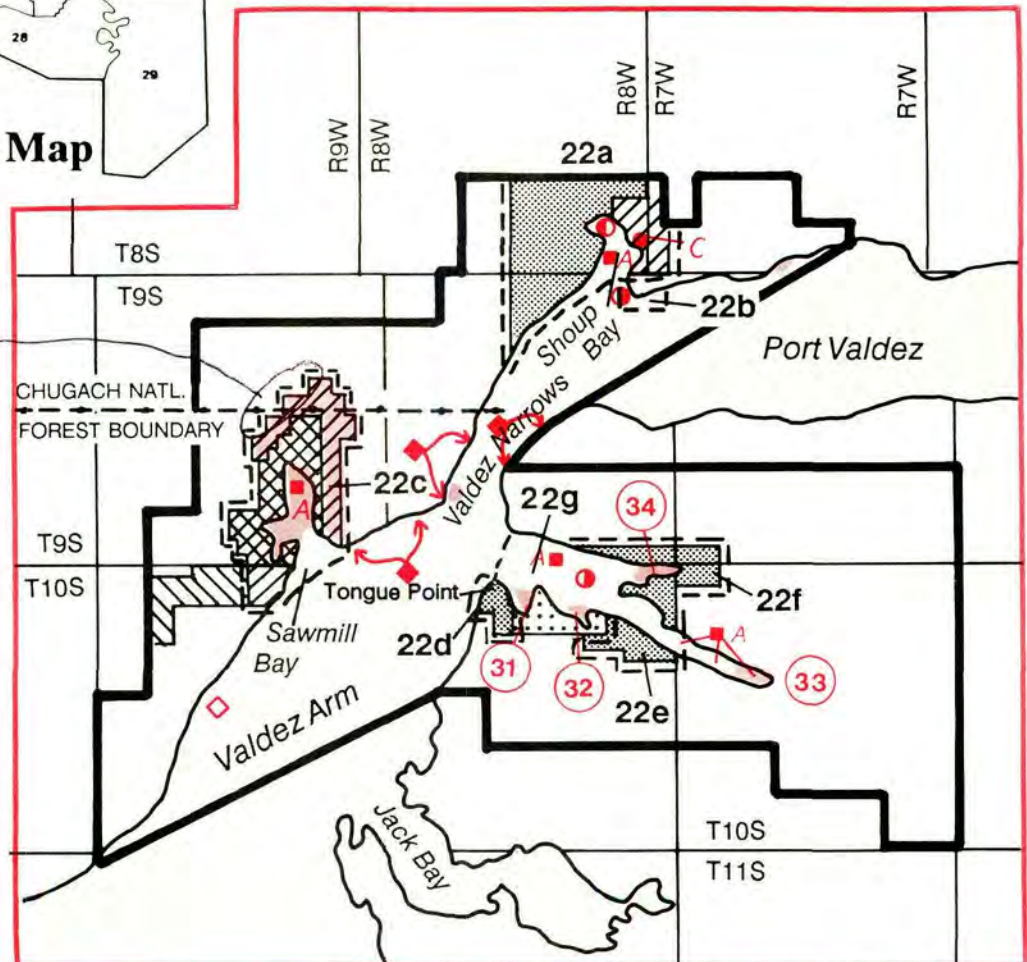 28
29
Map
R9W
R8W
R8W
R7W
R7W
22a
T8S
T9S
A
C
22b
Shoup
Bay
Port Valdez
CHUGACH NATL.
FOREST BOUNDARY
Valdez Narrows
22c
A
22g
34
T9S
T10S
A
Tongue Point
22f
Sawmill
Bay
22d
A
31
32
33
22e
Valdez Arm
Jack Bay
T10S
T11S